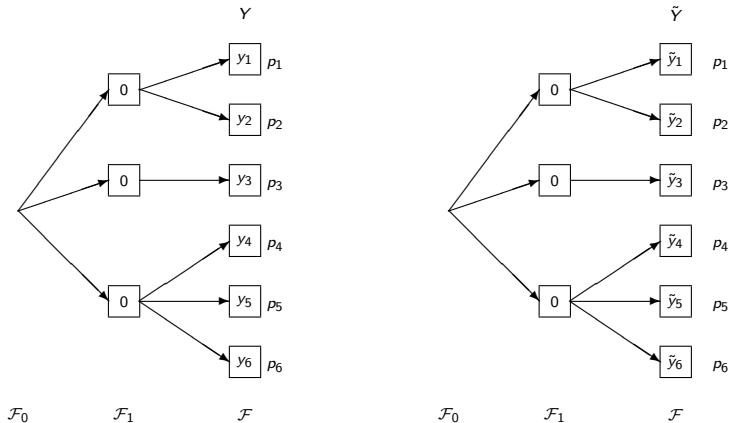 Y Ỹ
y₁ p₁ ỹ₁ p₁
0 0
y₂ p₂ ỹ₂ p₂
0 y₃ p₃ 0 ỹ₃ p₃
y₄ p₄ ỹ₄ p₄
0 y₅ p₅ 0 ỹ₅ p₅
y₆ p₆ ỹ₆ p₆
ℱ₀ ℱ₁ ℱ ℱ₀ ℱ₁ ℱ